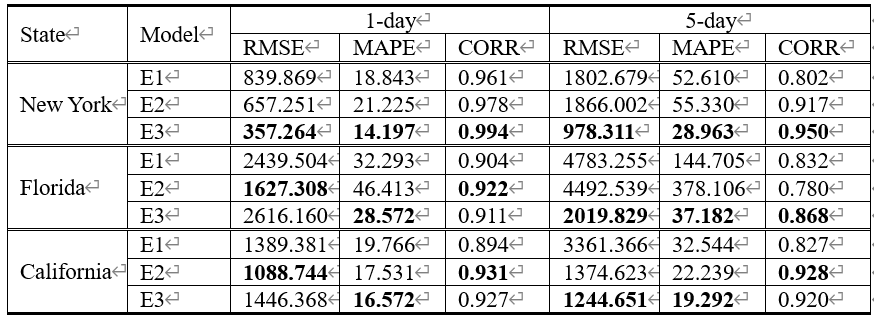 State Model 1-day 5-day
RMSE MAPE CORR RMSE MAPE CORR
New York E1 839.869 18.843 0.961 1802.679 52.610 0.802
E2 657.251 21.225 0.978 1866.002 55.330 0.917
E3 357.264 14.197 0.994 978.311 28.963 0.950
Florida E1 2439.504 32.293 0.904 4783.255 144.705 0.832
E2 1627.308 46.413 0.922 4492.539 378.106 0.780
E3 2616.160 28.572 0.911 2019.829 37.182 0.868
California E1 1389.381 19.766 0.894 3361.366 32.544 0.827
E2 1088.744 17.531 0.931 1374.623 22.239 0.928
E3 1446.368 16.572 0.927 1244.651 19.292 0.920